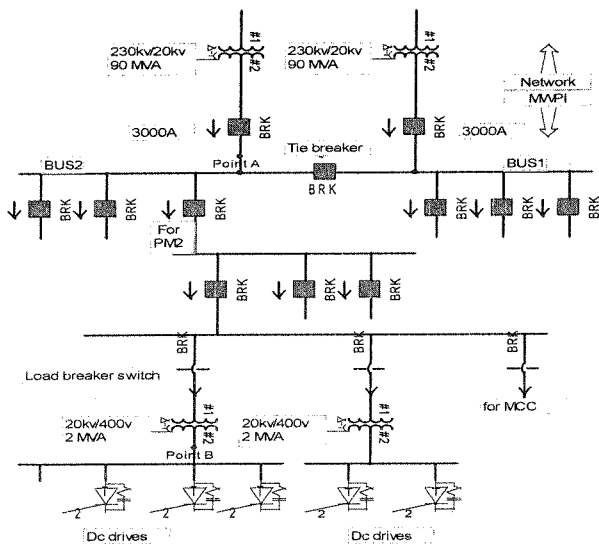 230kv/20kv
90 MVA
#1
#2
230kv/20kv
90 MVA
#1
#2
Network
MWPI
3000A
BRK
BRK
3000A
Point A
Tie breaker
BUS2
BRK
BUS1
BRK
BRK
BRK
BRK
BRK
BRK
For
PM2
BRK
BRK
BRK
BRK
BRK
BRK
Load breaker switch
for MCC
20kv/400v
2 MVA
#1
#2
20kv/400v
2 MVA
#1
#2
Point B
2
2
2
2
2
Dc drives
Dc drives